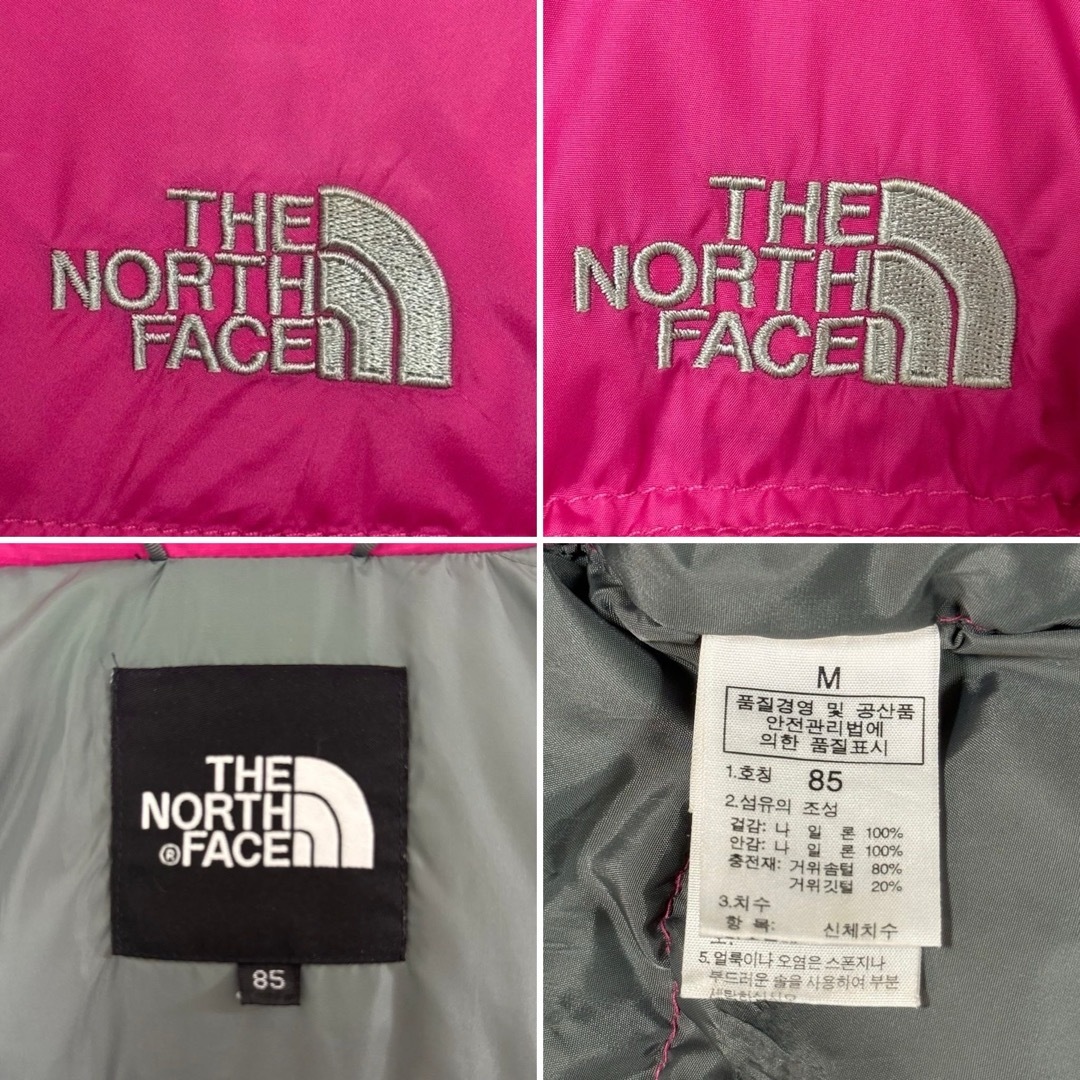 THE
NORTH
FACE
THE
NORTH
FACE
THE
NORTH
®FACE
85
M
품질경영 및 공산품
안전관리법에
의한 품질표시
1.호칭 85
2.섬유의 조성
겉감: 나 일 론 100%
안감: 나 일 론 100%
충전재: 거위솜털 80%
거위깃털 20%
3.치수
항 목: 신체치수
5.얼룩이나 오염은 스폰지나
부드러운 솔을 사용하여 부분